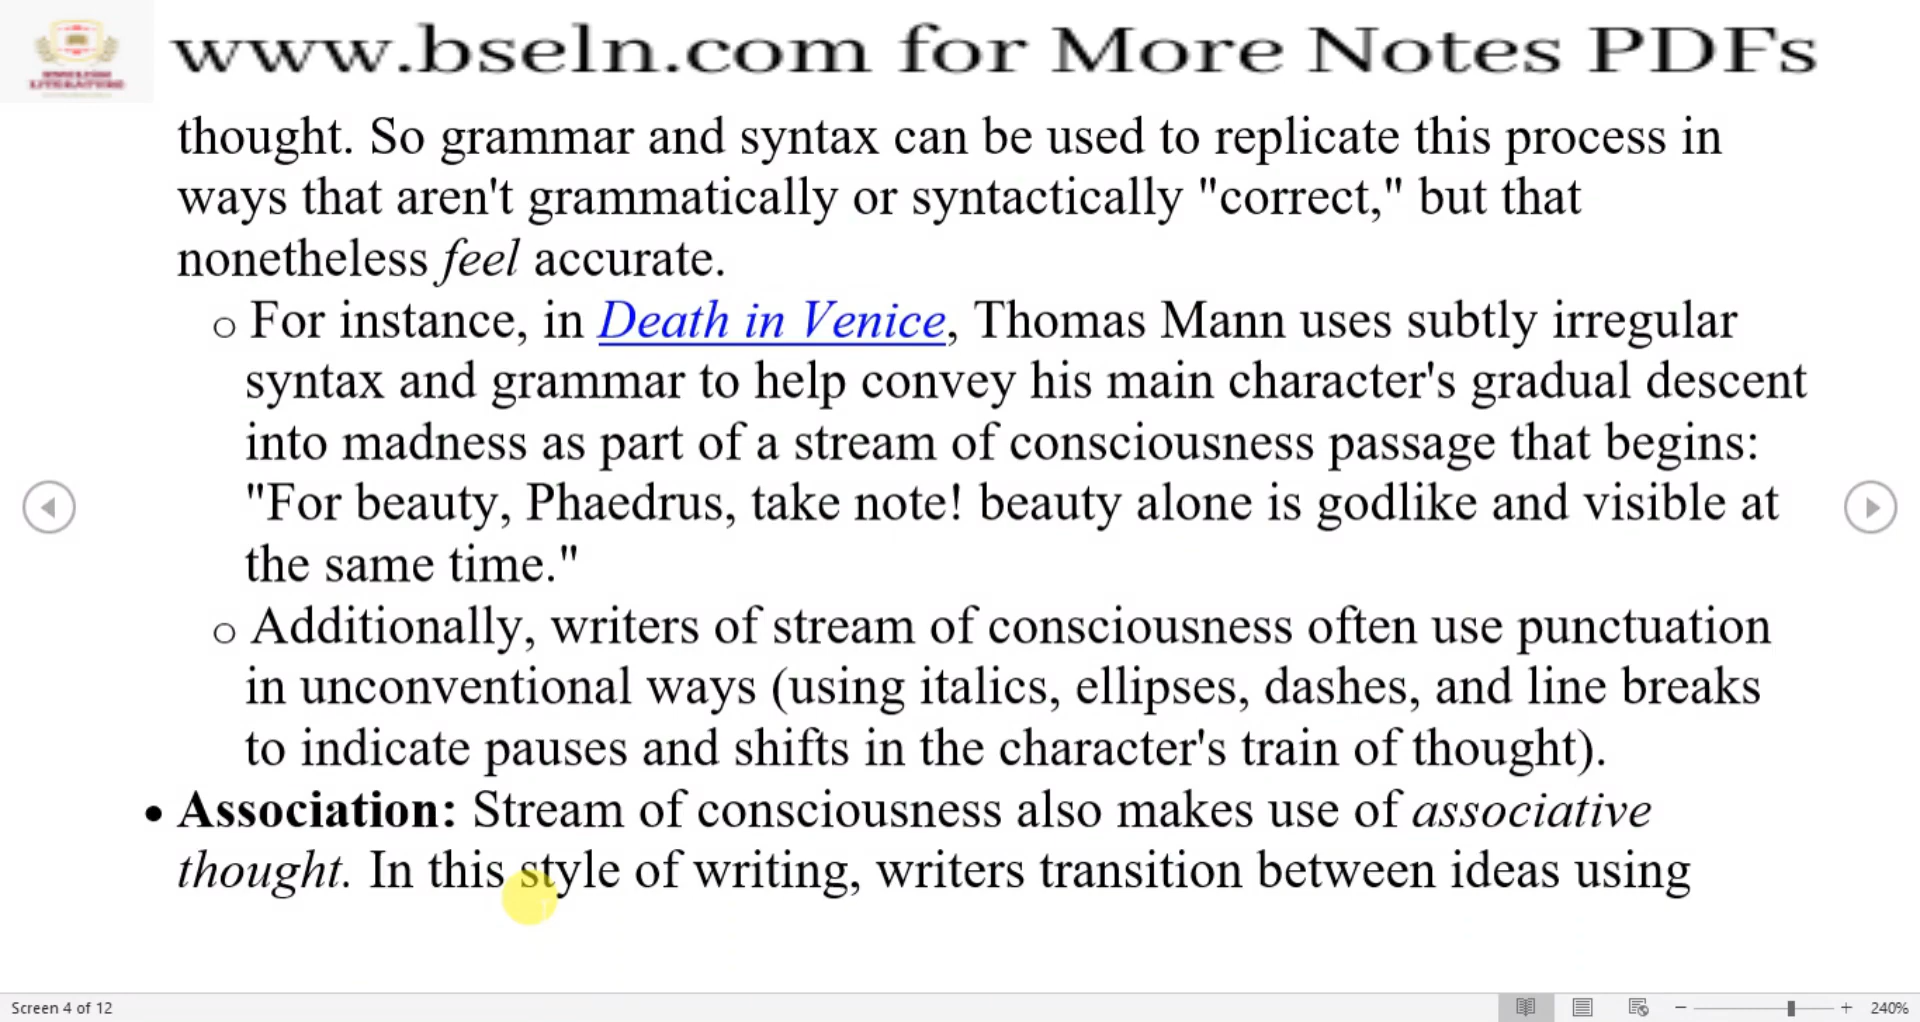 www.bseln.com for More Notes PDFs
LITERATURE
thought. So grammar and syntax can be used to replicate this process in
ways that aren't grammatically or syntactically "correct," but that
nonetheless feel accurate.
o For instance, in Death in Venice, Thomas Mann uses subtly irregular
syntax and grammar to help convey his main character's gradual descent
into madness as part of a stream of consciousness passage that begins:
"For beauty, Phaedrus, take note! beauty alone is godlike and visible at
the same time."
o Additionally, writers of stream of consciousness often use punctuation
in unconventional ways (using italics, ellipses, dashes, and line breaks
to indicate pauses and shifts in the character's train of thought).
• Association: Stream of consciousness also makes use of associative
thought. In this style of writing, writers transition between ideas using
Screen 4 of 12
240%